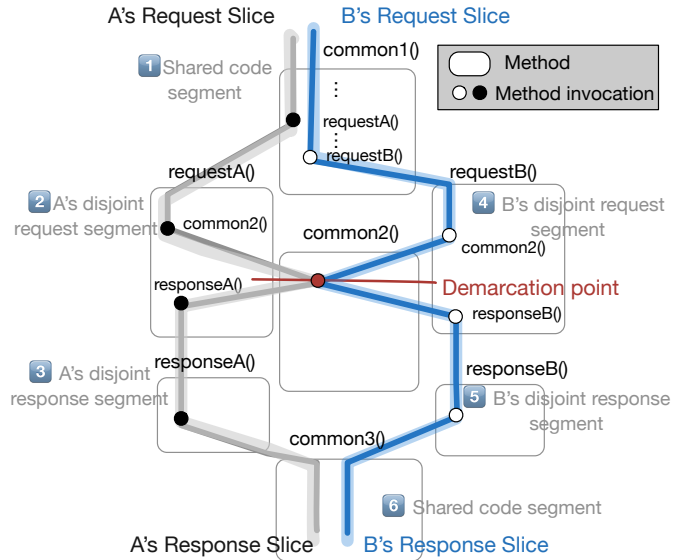 A's Request Slice
B's Request Slice
common1()
1 Shared code
segment
Method
Method invocation
⋮
requestA()
⋮
requestB()
requestA()
requestB()
2 A's disjoint
request segment
common2()
common2()
4 B's disjoint request
segment
common2()
responseA()
Demarcation point
responseB()
responseA()
responseB()
3 A's disjoint
response segment
5 B's disjoint response
segment
common3()
6 Shared code segment
A's Response Slice
B's Response Slice